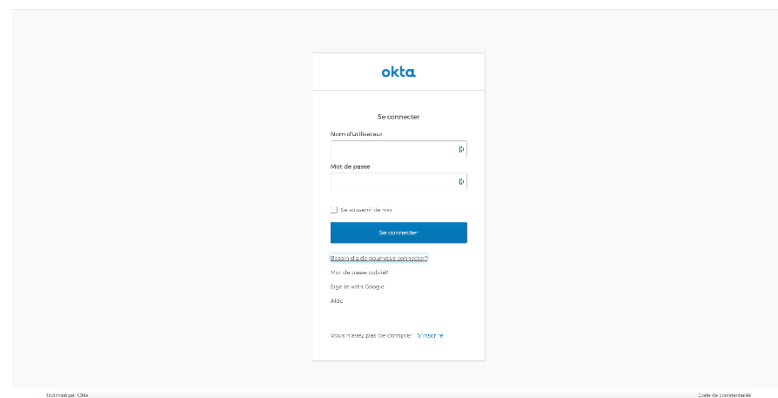 okta
Se connecter
Nom d'utilisateur
Mot de passe
Se souvenir de moi
Se connecter
Besoin d'aide pour vous connecter?
Mot de passe oublié?
Sign in with Google
Aide
Vous n'avez pas de compte? S'inscrire
Optimisé par Okta
Code de confidentialité